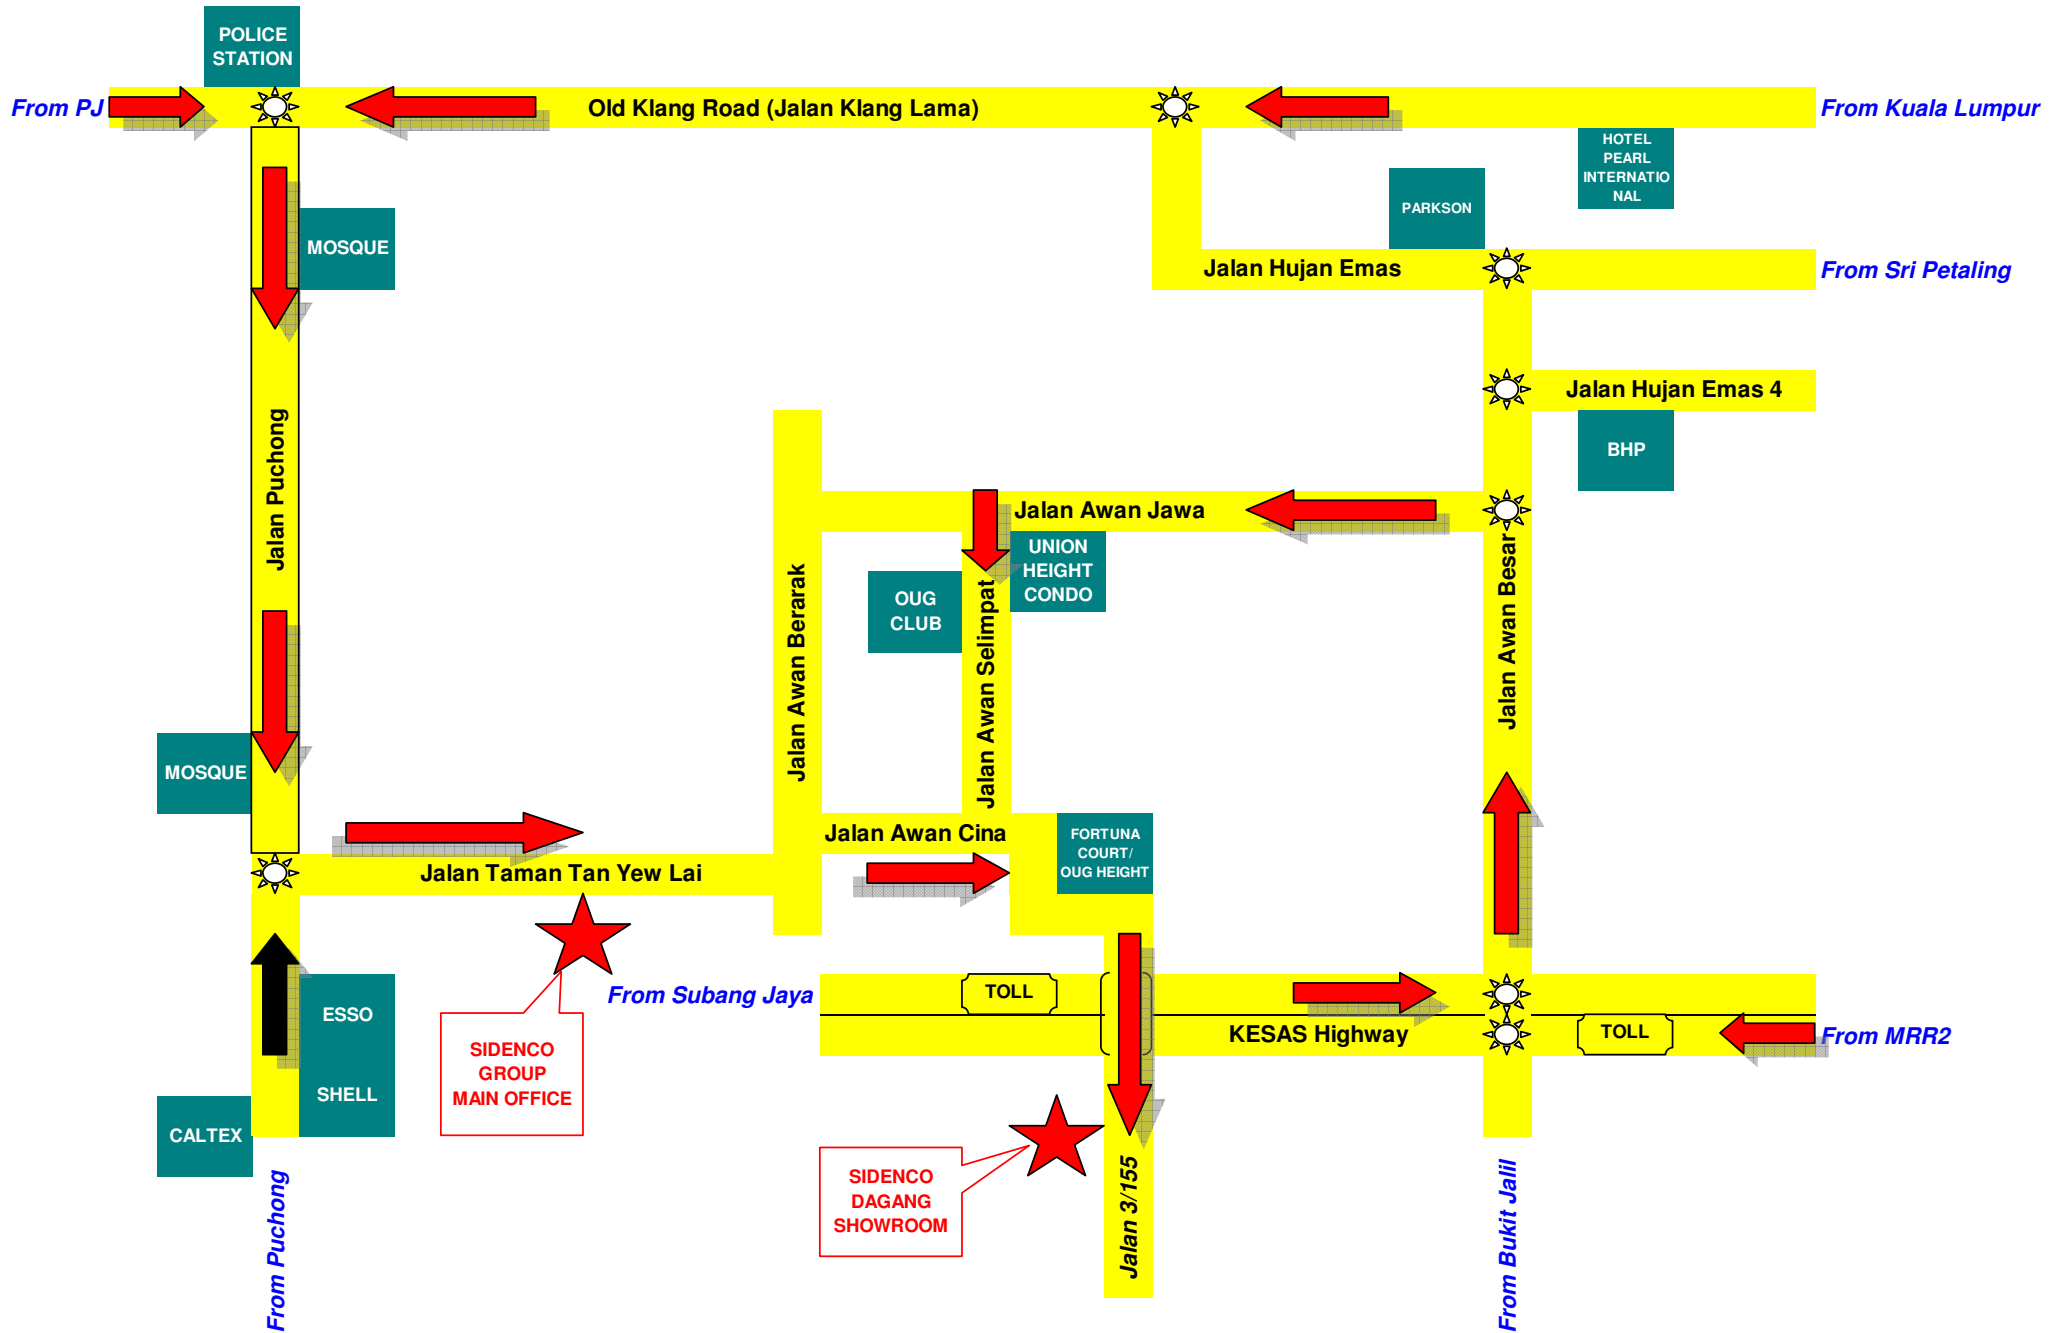 POLICE
STATION
From PJ
Old Klang Road (Jalan Klang Lama)
From Kuala Lumpur
HOTEL
PEARL
INTERNATIO
NAL
PARKSON
MOSQUE
Jalan Hujan Emas
From Sri Petaling
Jalan Hujan Emas 4
BHP
Jalan Puchong
Jalan Awan Jawa
UNION
HEIGHT
CONDO
OUG
CLUB
Jalan Awan Berarak
Jalan Awan Selimpat
Jalan Awan Besar
MOSQUE
Jalan Awan Cina
FORTUNA
COURT/
OUG HEIGHT
Jalan Taman Tan Yew Lai
From Subang Jaya
TOLL
ESSO
KESAS Highway
TOLL
From MRR2
SIDENCO
GROUP
MAIN OFFICE
SHELL
CALTEX
SIDENCO
DAGANG
SHOWROOM
Jalan 3/155
From Puchong
From Bukit Jalil